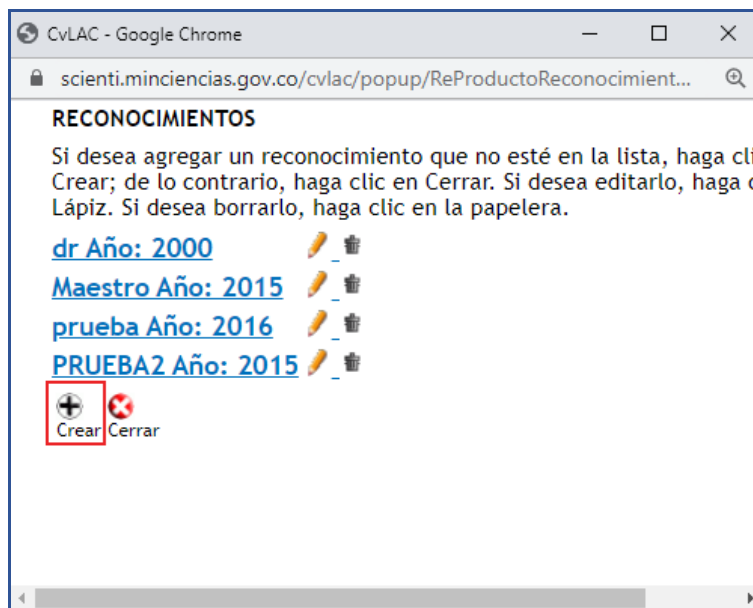 CvLAC - Google Chrome
scienti.minciencias.gov.co/cvlac/popup/ReProductoReconocimient...
RECONOCIMIENTOS
Si desea agregar un reconocimiento que no esté en la lista, haga cli
Crear; de lo contrario, haga clic en Cerrar. Si desea editarlo, haga c
Lápiz. Si desea borrarlo, haga clic en la papelera.
dr Año: 2000
Maestro Año: 2015
prueba Año: 2016
PRUEBA2 Año: 2015
Crear Cerrar